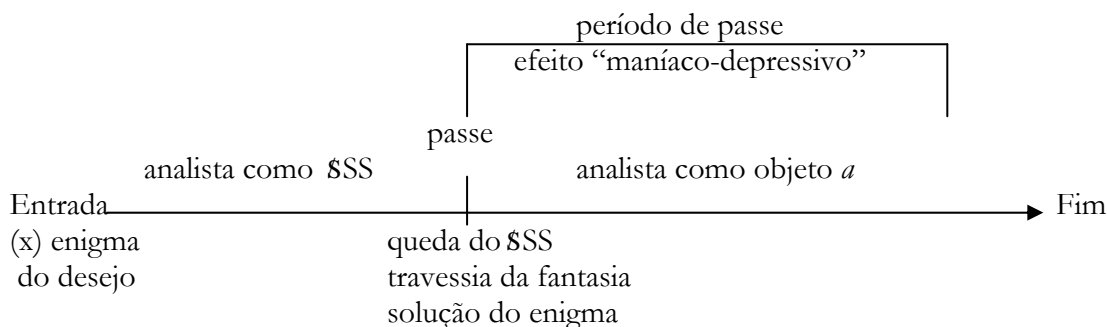 período de passe
efeito “maníaco-depressivo”
passe
analista como $SS
analista como objeto a
Entrada
Fim
(x) enigma
do desejo
queda do $SS
travessia da fantasia
solução do enigma